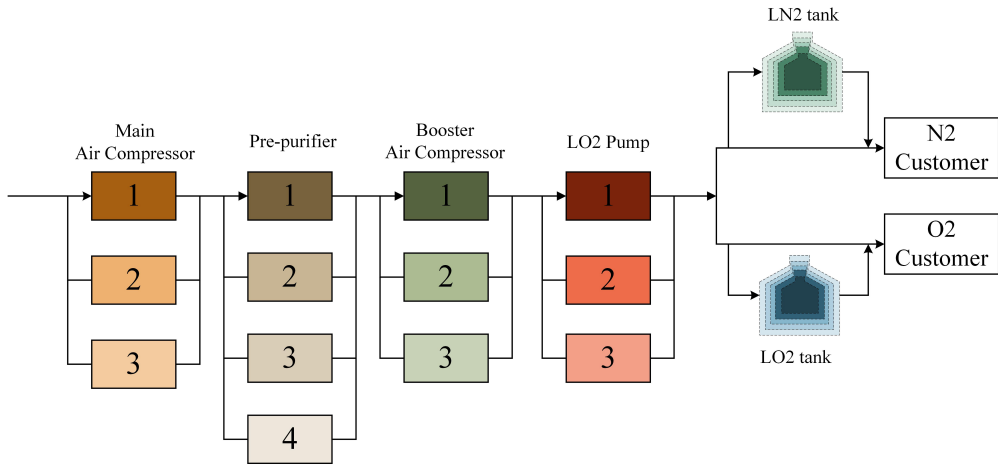 LN2 tank
Main
Air Compressor
Pre-purifier
Booster
Air Compressor
LO2 Pump
N2
Customer
1
1
1
1
O2
Customer
2
2
2
2
3
3
3
3
LO2 tank
4